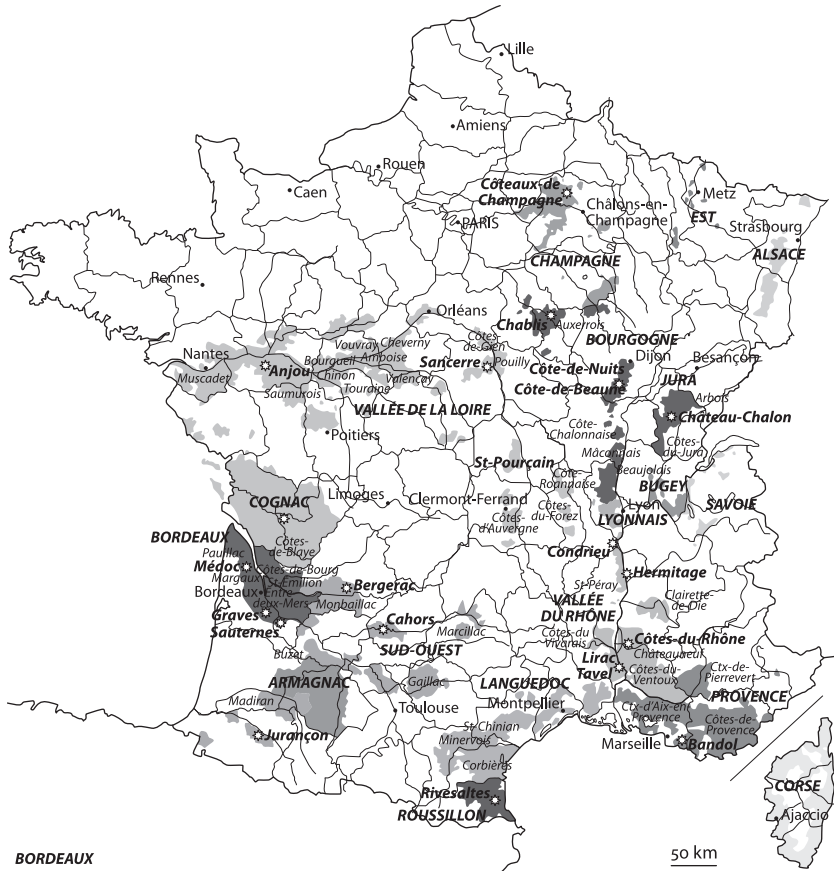 Lille
Amiens
Rouen
Caen
Côteaux-de
Champagne
Châlons-en-
Champagne
Metz
EST
PARIS
Strasbourg
ALSACE
CHAMPAGNE
Rennes
Orléans
Chablis
Auxerrois
BOURGOGNE
Dijon
Besançon
Côtes-
de-Gien
Vouvray
Cheverny
Bourgueil
Amboise
Sancerre
Pouilly
Nantes
Muscadet
Anjou
Chinon
Valençay
Saumurois
Touraine
Côte-de-Nuits
Côte-de-Beaune
JURA
Arbois
Château-Chalon
VALLÉE DE LA LOIRE
Poitiers
Côte-
Chalonnaise
Côtes-
du-Jura
Mâconnais
St-Pourçain
Beaujolais
Côte-
Roannaise
BUGEY
SAVOIE
COGNAC
Limoges
Clermont-Ferrand
Côtes-
d'Auvergne
Côtes-
du-Forez
Lyon
LYONNAIS
BORDEAUX
Côtes-
de-Blaye
Pauillac
Médoc
Côtes-de-Bourg
Margaux
St-Emilion
Bordeaux
Entre-
deux-Mers
Bergerac
Monbaillac
Graves
Sauternes
Condrieu
Hermitage
St-Péray
Clairette-
de-Die
VALLÉE
DU RHÔNE
Cahors
Marcillac
Buzet
SUD-OUEST
Côtes-du
Vivarais
Côtes-du-Rhône
Châteauneuf
Lirac
Tavel
Côtes-du-
Ventoux
Ctx-de-
Pierrevert
PROVENCE
ARMAGNAC
Gaillac
LANGUEDOC
Montpellier
Madiran
Toulouse
Ctx-d'Aix-en-
Provence
Côtes-de-
Provence
Jurançon
St-Chinian
Minervois
Marseille
Bandol
Corbières
Rivesaltes
ROUSSILLON
CORSE
Ajaccio
BORDEAUX
50 km